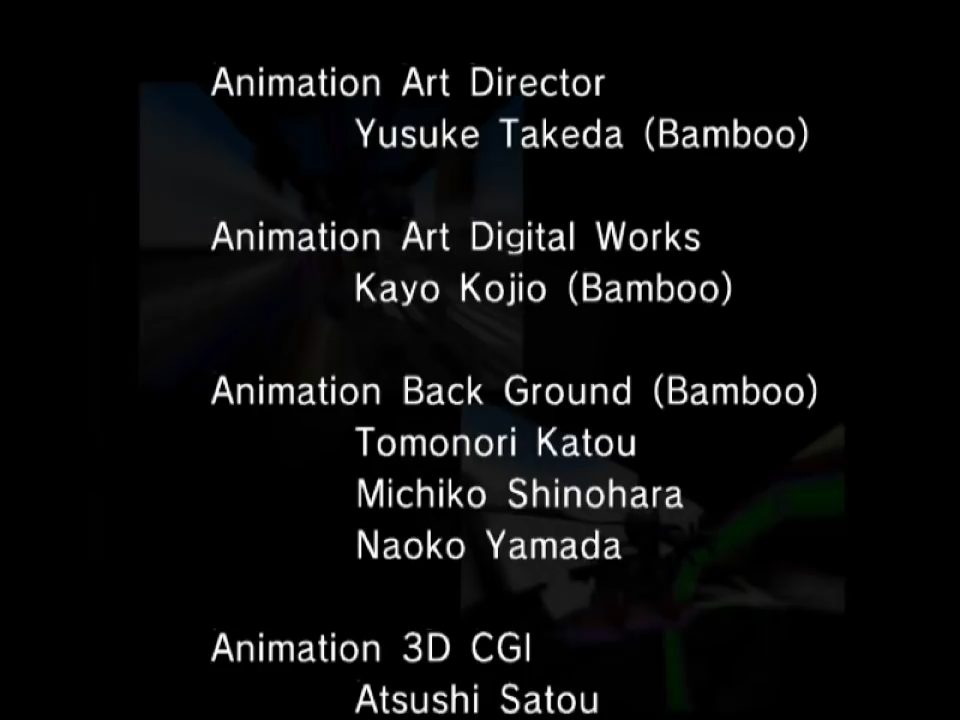 Animation Art Director
Yusuke Takeda (Bamboo)
Animation Art Digital Works
Kayo Kojio (Bamboo)
Animation Back Ground (Bamboo)
Tomonori Katou
Michiko Shinohara
Naoko Yamada
Animation 3D CGI
Atsushi Satou